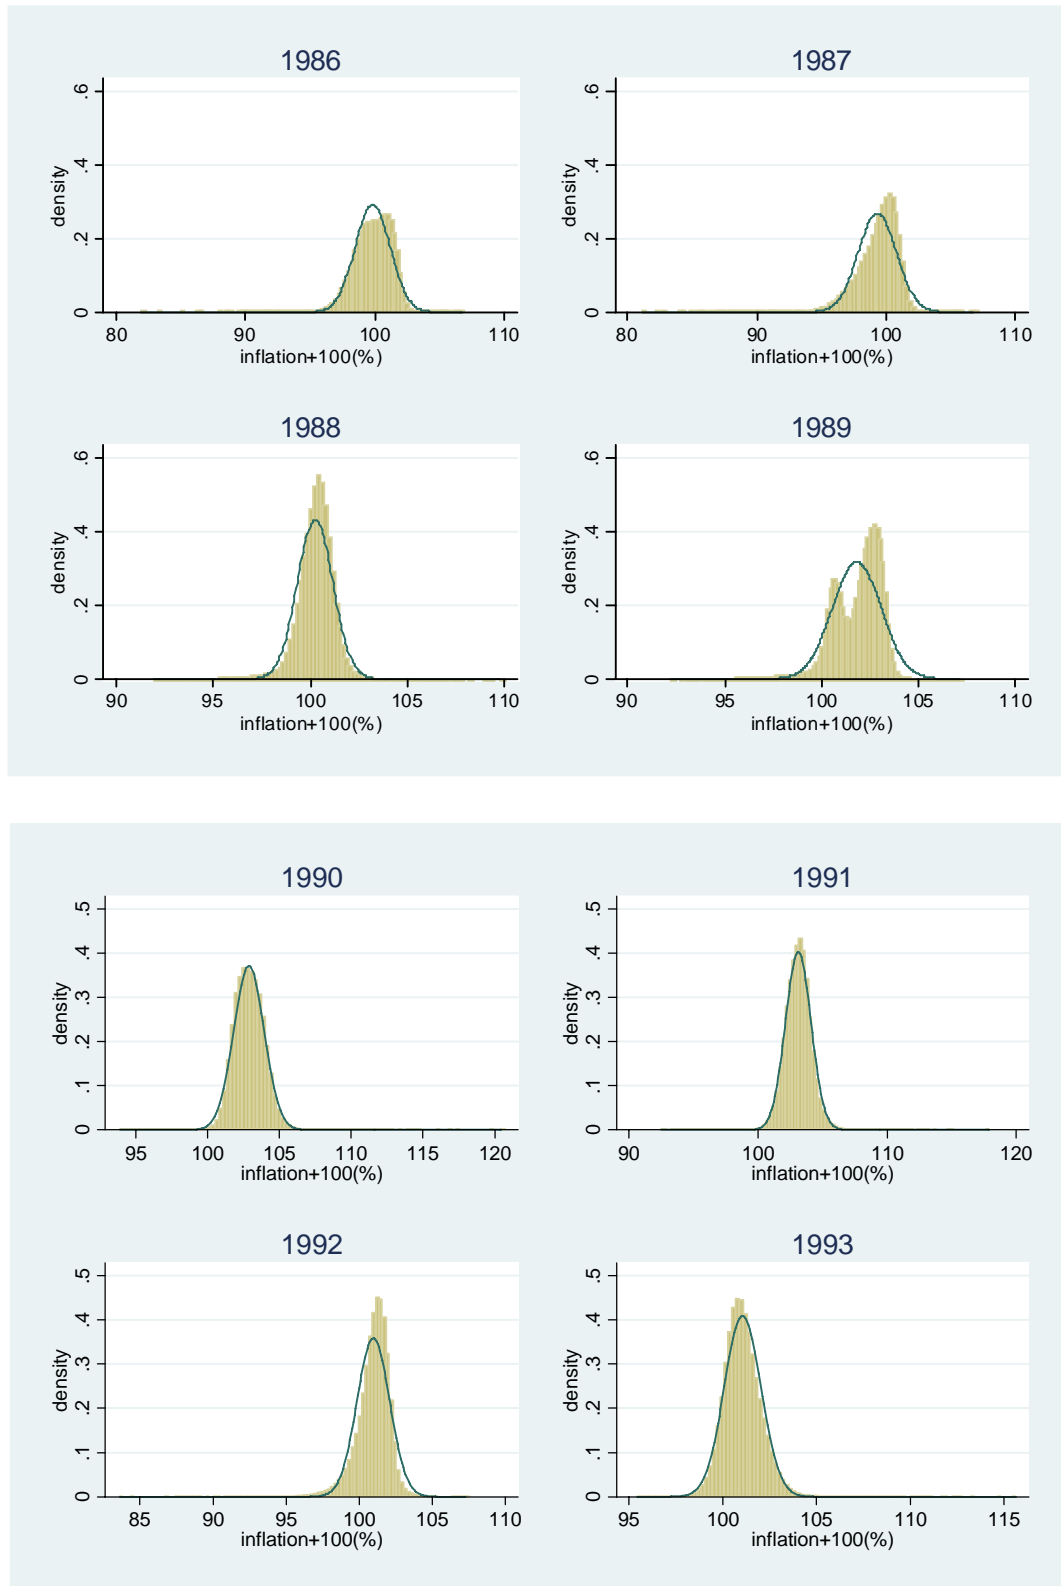 1986
.6
.4
.2
0
density
80 90 100 110
inflation+100(%)
1987
.6
.4
.2
0
density
80 90 100 110
inflation+100(%)
1988
.6
.4
.2
0
density
90 95 100 105 110
inflation+100(%)
1989
.6
.4
.2
0
density
90 95 100 105 110
inflation+100(%)
1990
.5
.4
.3
.2
.1
0
density
95 100 105 110 115 120
inflation+100(%)
1991
.5
.4
.3
.2
.1
0
density
90 100 110 120
inflation+100(%)
1992
.5
.4
.3
.2
.1
0
density
85 90 95 100 105 110
inflation+100(%)
1993
.5
.4
.3
.2
.1
0
density
95 100 105 110 115
inflation+100(%)